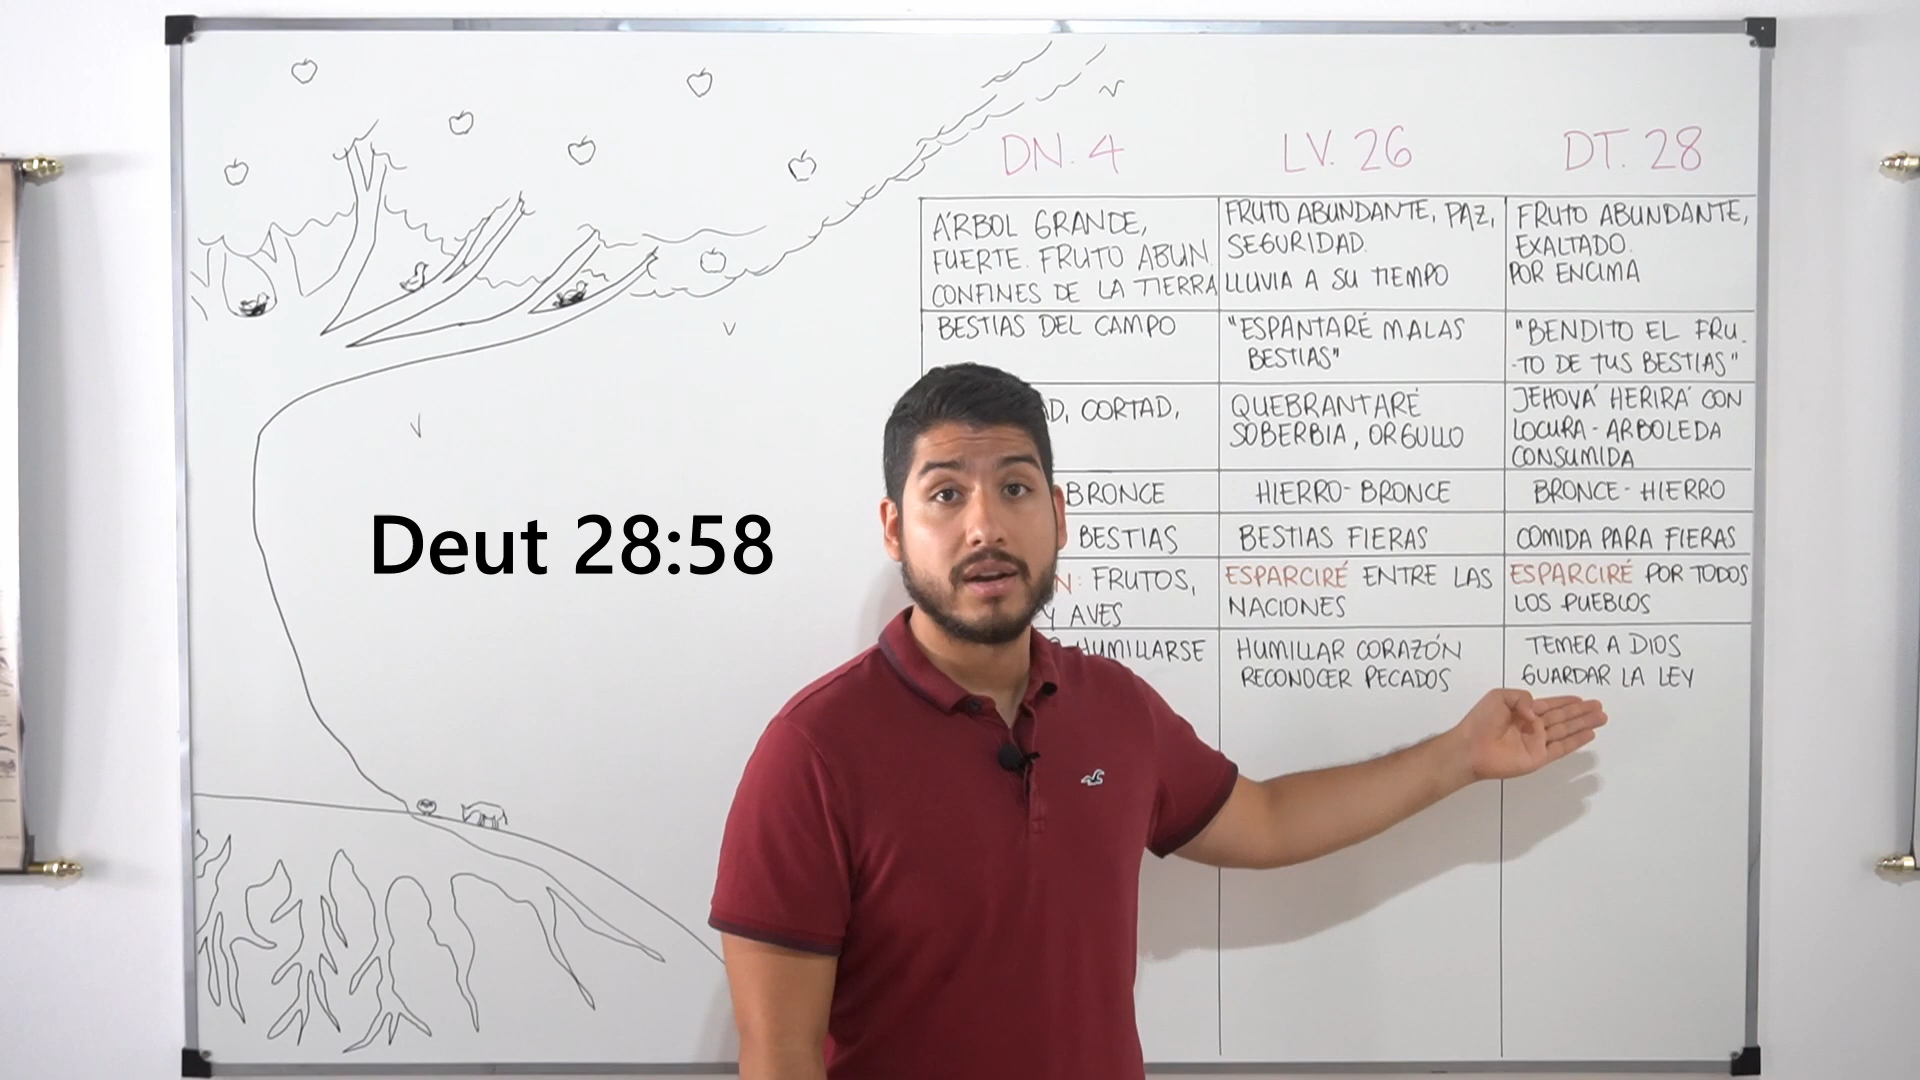 DN. 4
LV. 26
DT. 28
ÁRBOL GRANDE,
FUERTE. FRUTO ABUN.
CONFINES DE LA TIERRA
FRUTO ABUNDANTE, PAZ,
SEGURIDAD.
LLUVIA A SU TIEMPO
FRUTO ABUNDANTE,
EXALTADO.
POR ENCIMA
BESTIAS DEL CAMPO
"ESPANTARÉ MALAS
BESTIAS"
"BENDITO EL FRU-
-TO DE TUS BESTIAS"
CORTAD,
QUEBRANTARÉ
SOBERBIA, ORGULLO
JEHOVÁ HERIRÁ CON
LOCURA - ARBOLEDA
CONSUMIDA
BRONCE
HIERRO - BRONCE
BRONCE - HIERRO
BESTIAS
BESTIAS FIERAS
COMIDA PARA FIERAS
FRUTOS,
Y AVES
ESPARCIRÉ ENTRE LAS
NACIONES
ESPARCIRÉ POR TODOS
LOS PUEBLOS
HUMILLARSE
HUMILLAR CORAZÓN
RECONOCER PECADOS
TEMER A DIOS
GUARDAR LA LEY
Deut 28:58